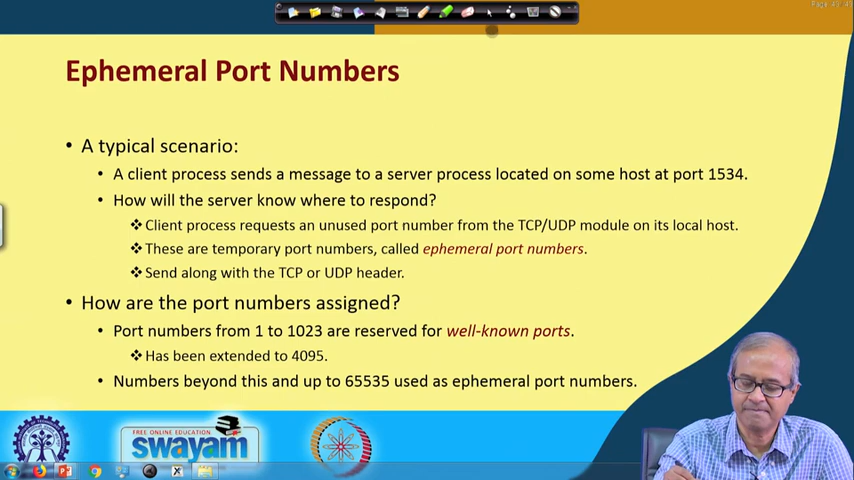 Ephemeral Port Numbers
• A typical scenario:
• A client process sends a message to a server process located on some host at port 1534.
• How will the server know where to respond?
❖Client process requests an unused port number from the TCP/UDP module on its local host.
❖These are temporary port numbers, called ephemeral port numbers.
❖Send along with the TCP or UDP header.
• How are the port numbers assigned?
• Port numbers from 1 to 1023 are reserved for well-known ports.
❖Has been extended to 4095.
• Numbers beyond this and up to 65535 used as ephemeral port numbers.
FREE ONLINE EDUCATION
swayam